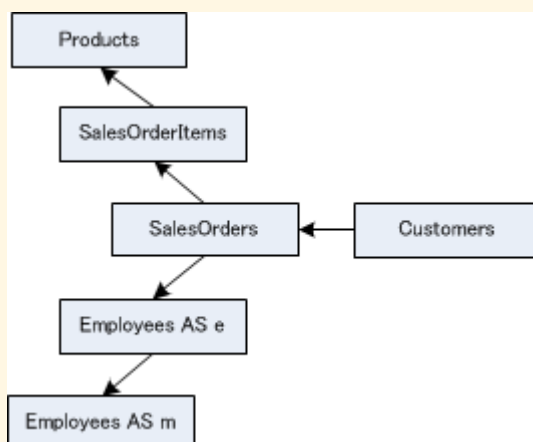 Products
SalesOrderItems
SalesOrders
Customers
Employees AS e
Employees AS m